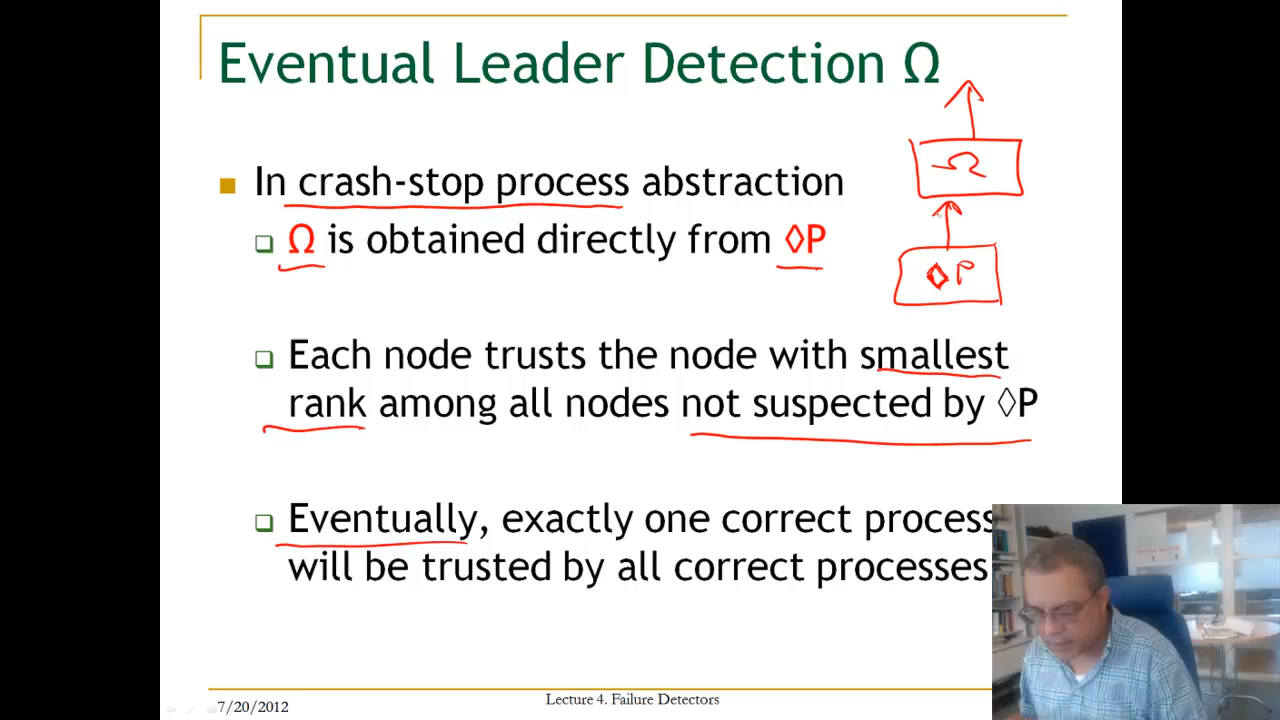 Eventual Leader Detection Ω
In crash-stop process abstraction
Ω is obtained directly from ◊P
Each node trusts the node with smallest
rank among all nodes not suspected by ◊P
Eventually, exactly one correct process
will be trusted by all correct processes
Ω
◊P
7/20/2012
Lecture 4. Failure Detectors